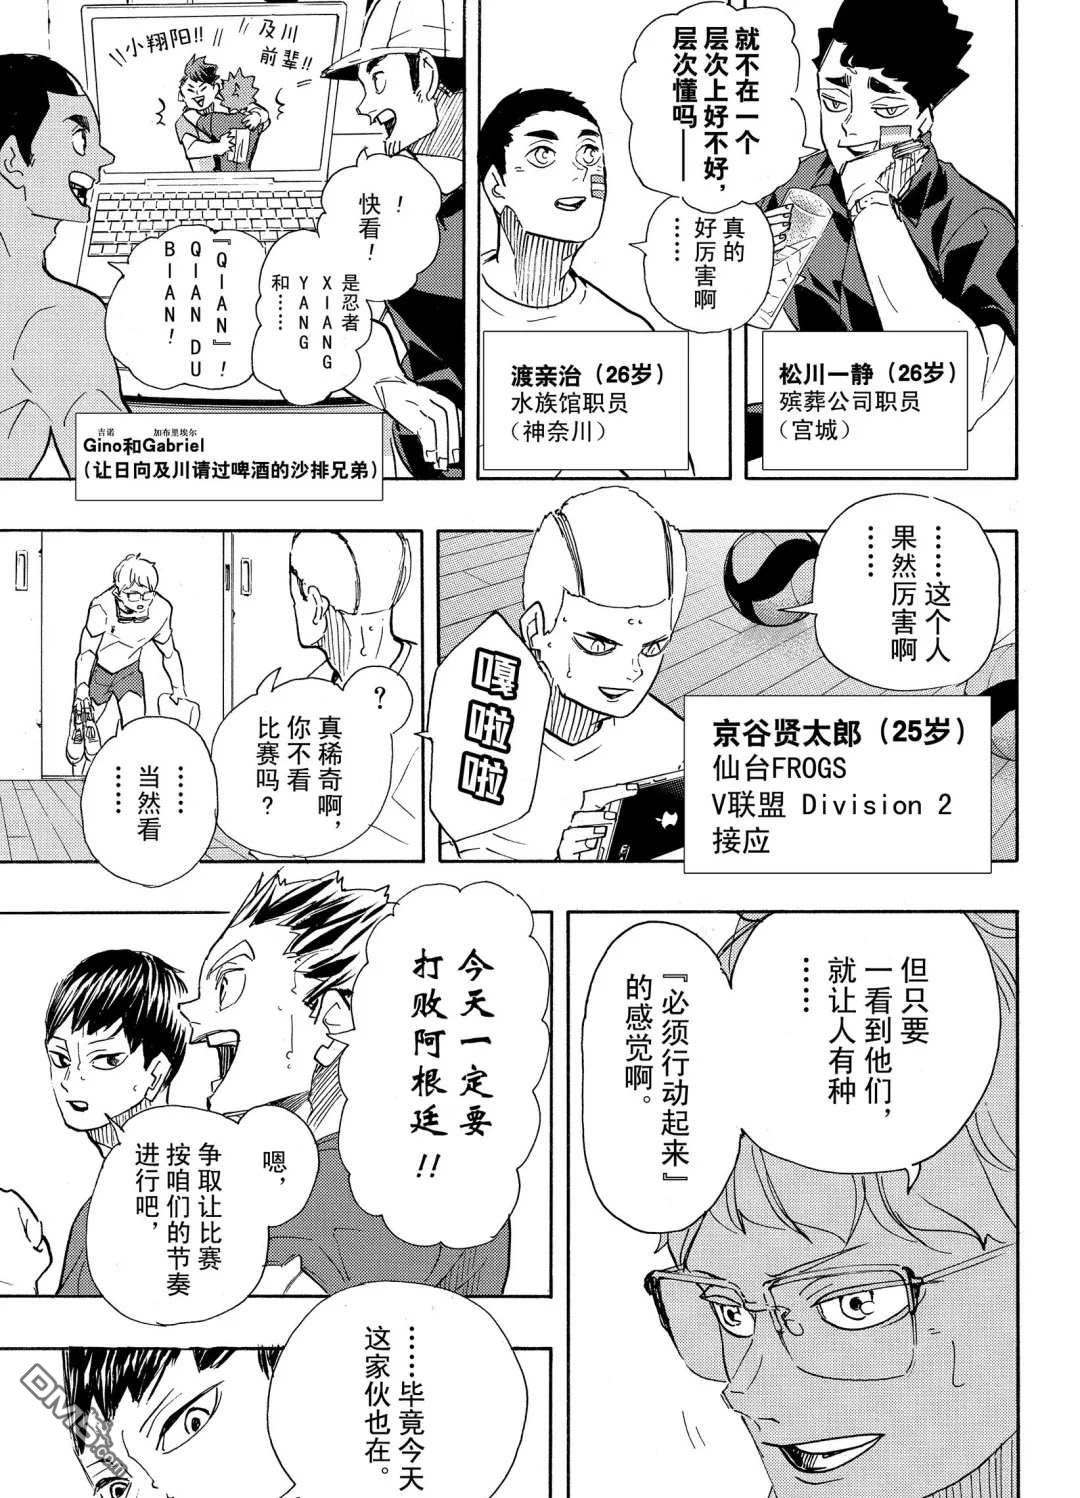 就不在一个
层次上好不好，
层次懂吗——
真的
好厉害啊
……
松川一静（26岁）
殡葬公司职员
（宫城）
渡亲治（26岁）
水族馆职员
（神奈川）
小翔阳!!
及川
前辈!!
！
快看！
是忍者
XIANG
YANG
和……
『QIAN』！
QIAN DU
BIAN！
吉诺 加布里埃尔
Gino和Gabriel
（让日向及川请过啤酒的沙排兄弟）
……这个人
果然厉害啊
……
嘎啦啦
京谷贤太郎（25岁）
仙台FROGS
V联盟 Division 2
接应
？
真稀奇啊，
你不看
比赛吗？
……
当然看
……
但只要
一看到他们，
就让人有种
……
『必须行动起来』
的感觉啊。
今天一定要
打败阿根廷!!
嗯，
争取让比赛
按咱们的节奏
进行吧，
……毕竟今天
这家伙也在。
DM5.com